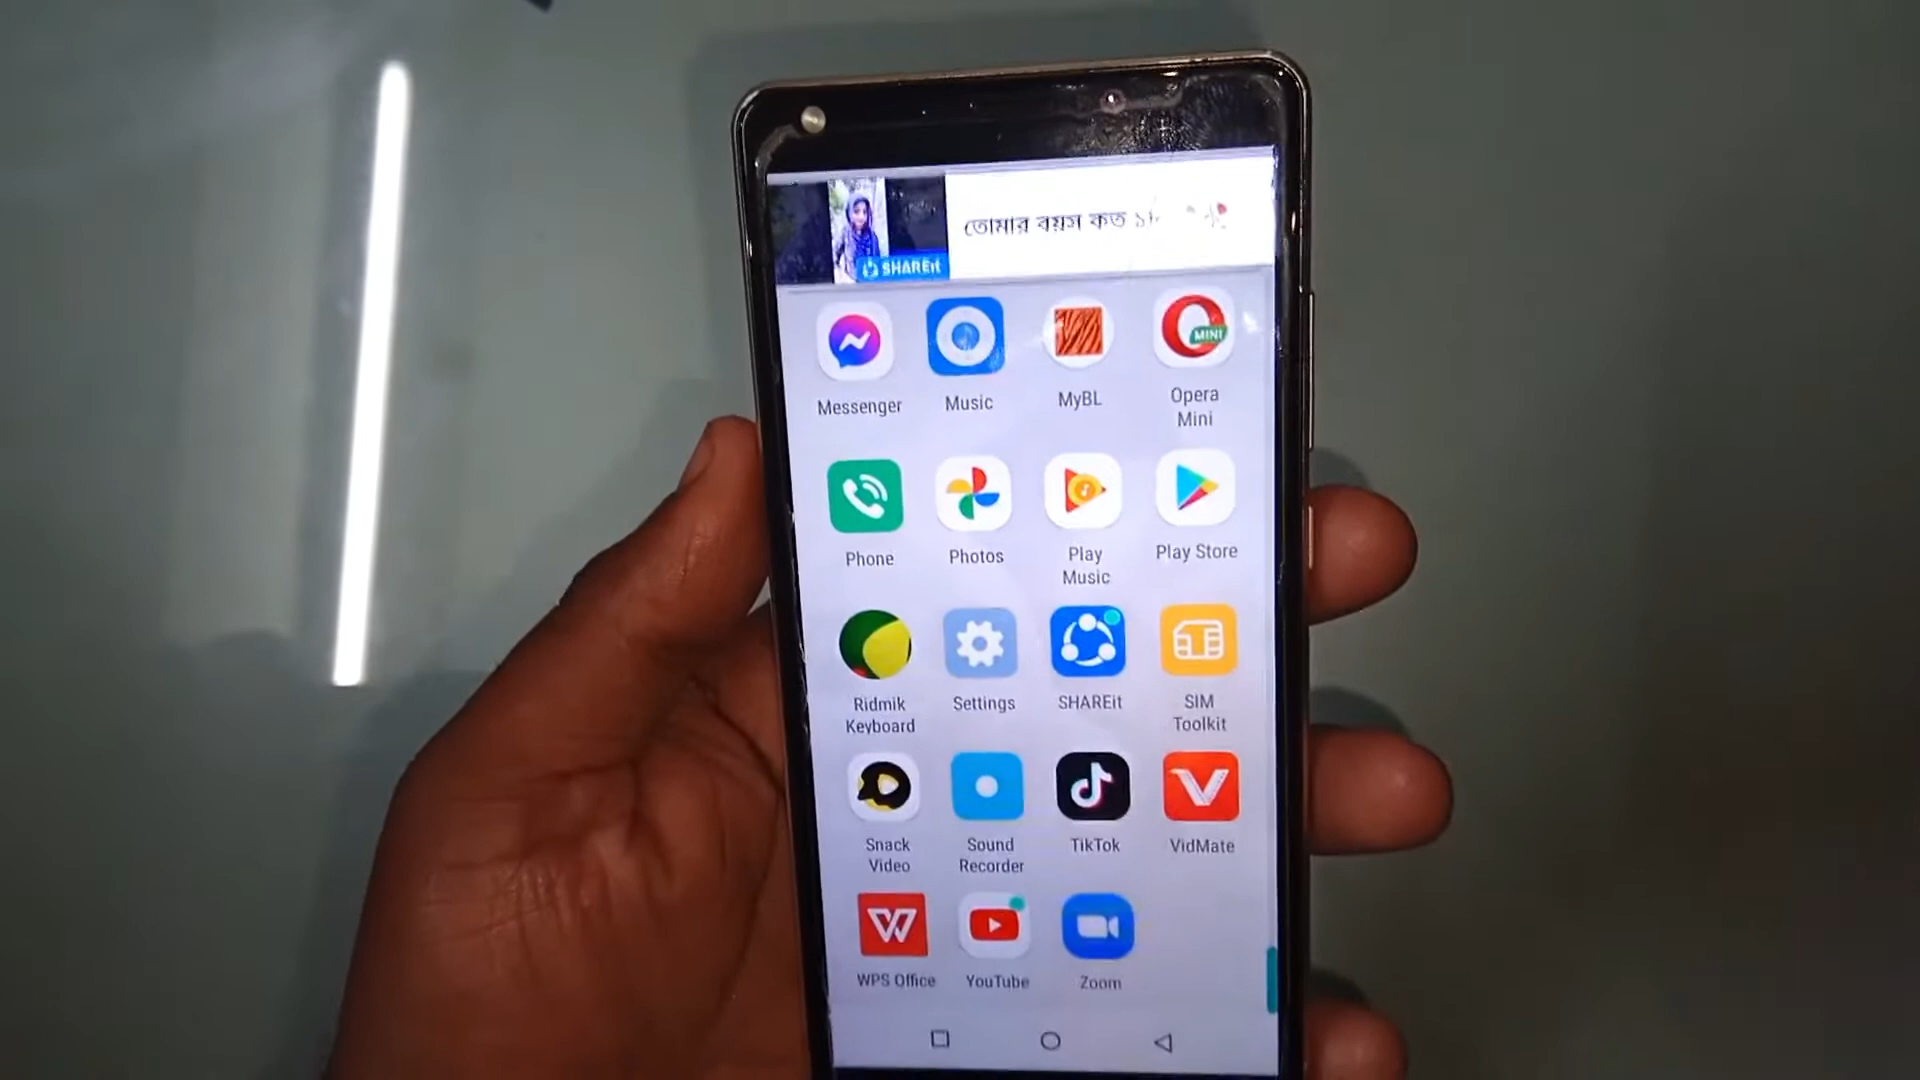 তোমার বয়স কত
SHAREit
Messenger
Music
MyBL
Opera
Mini
MINI
Phone
Photos
Play
Music
Play Store
Ridmik
Keyboard
Settings
SHAREit
SIM
Toolkit
Snack
Video
Sound
Recorder
TikTok
VidMate
WPS Office
YouTube
Zoom